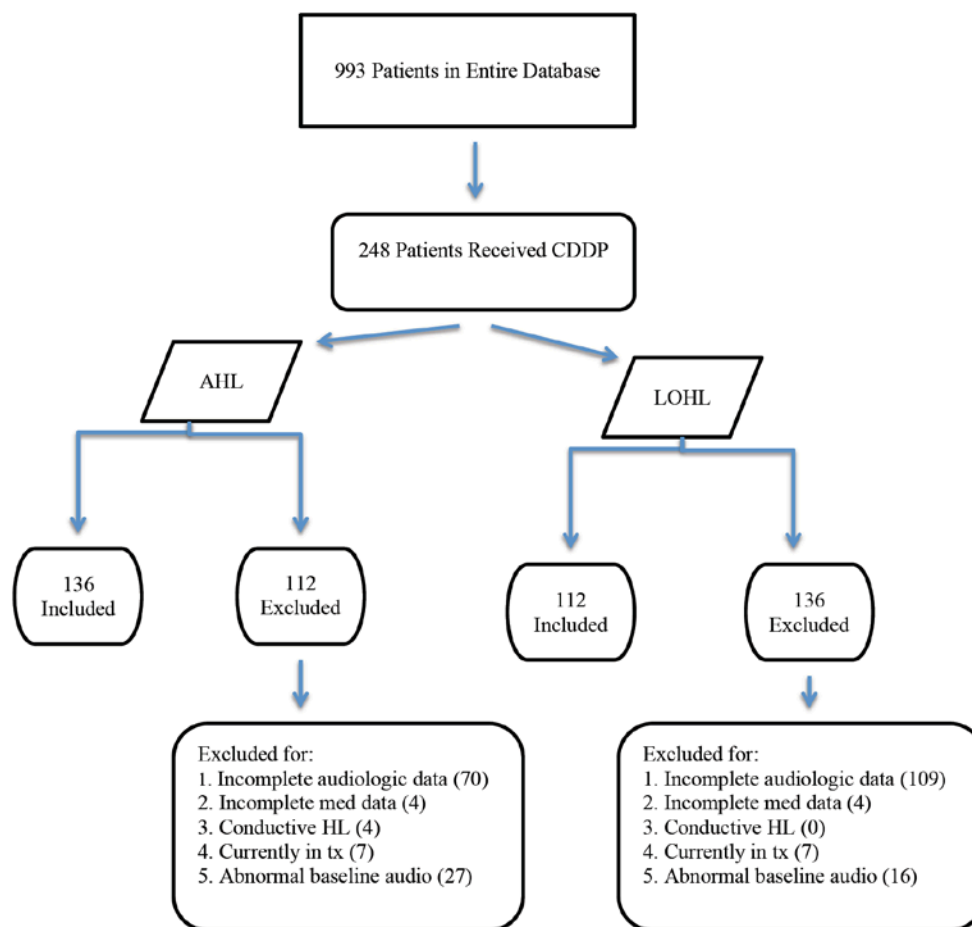 993 Patients in Entire Database
248 Patients Received CDDP
AHL
LOHL
136
Included
112
Excluded
112
Included
136
Excluded
Excluded for:
1. Incomplete audiologic data (70)
2. Incomplete med data (4)
3. Conductive HL (4)
4. Currently in tx (7)
5. Abnormal baseline audio (27)
Excluded for:
1. Incomplete audiologic data (109)
2. Incomplete med data (4)
3. Conductive HL (0)
4. Currently in tx (7)
5. Abnormal baseline audio (16)